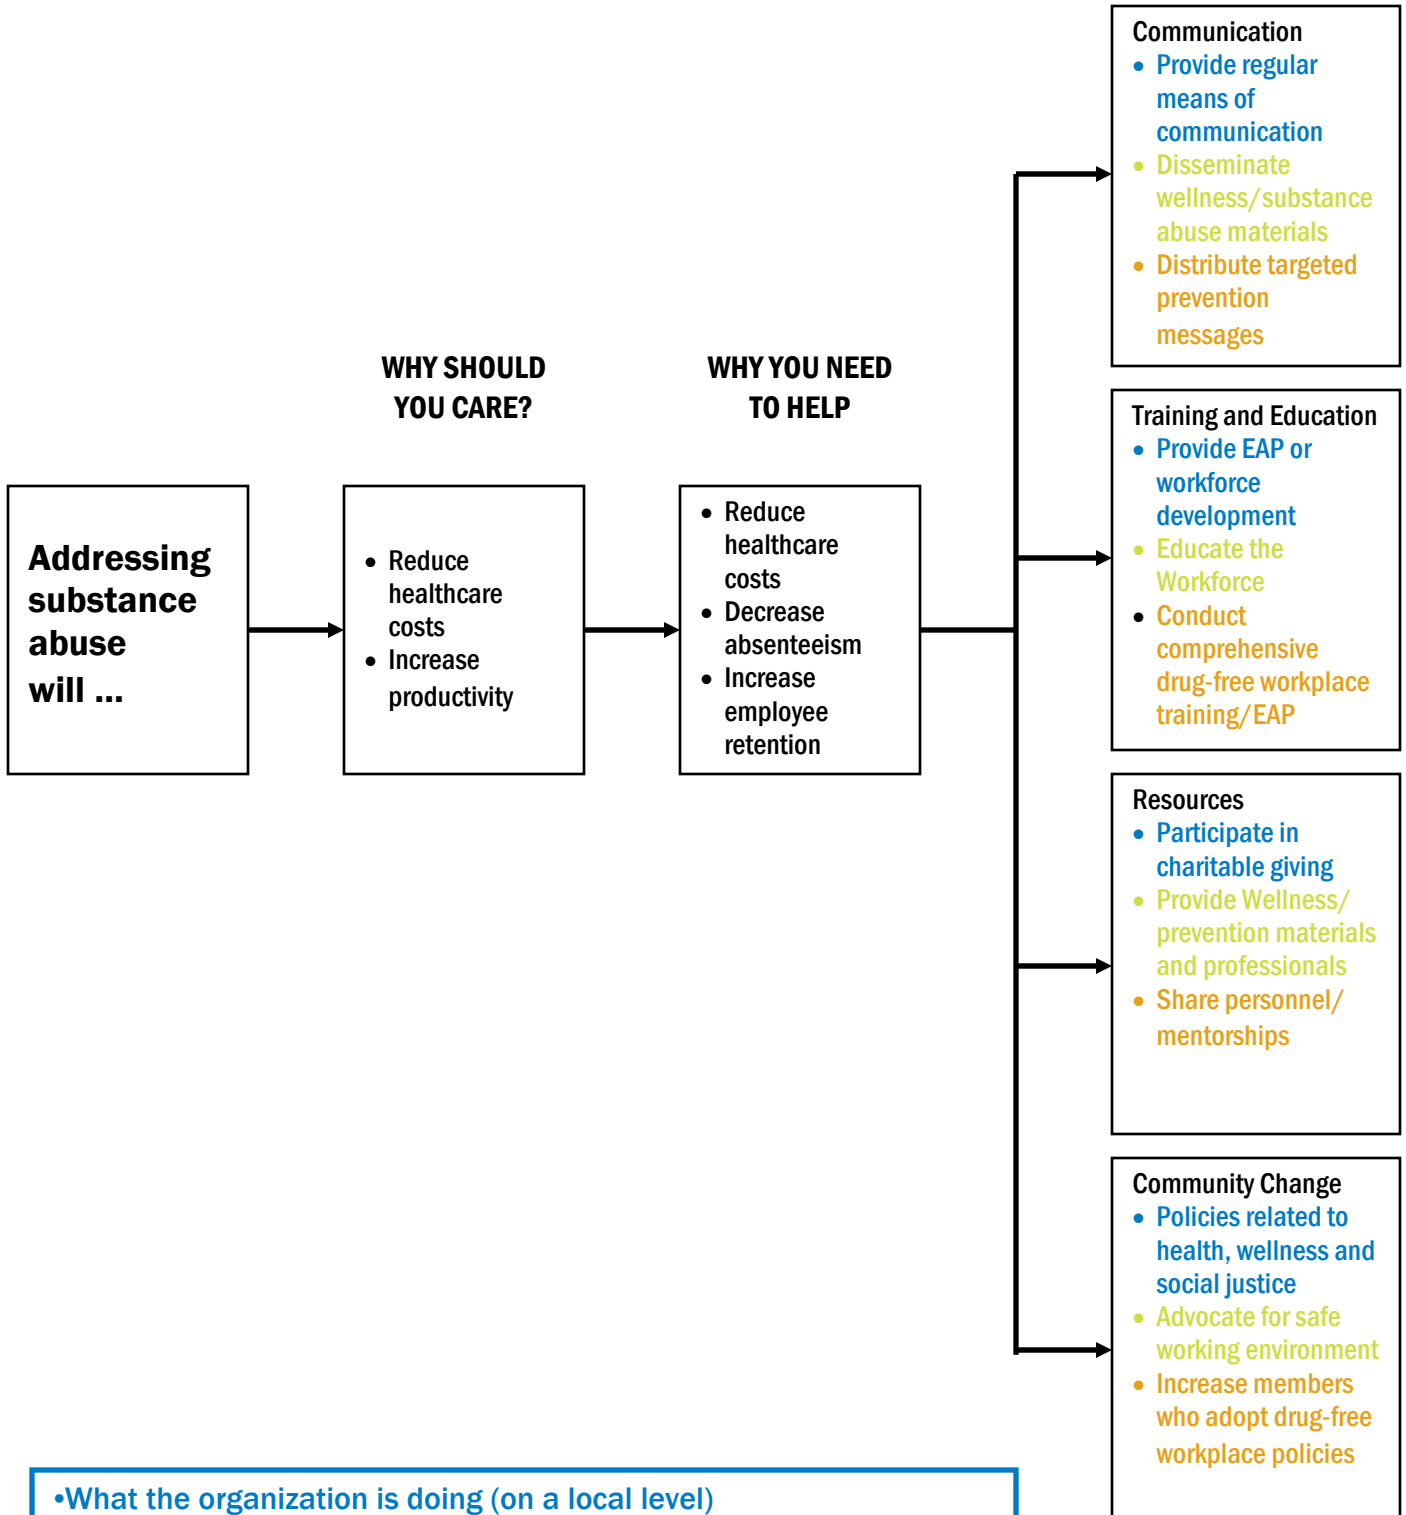 Communication
• Provide regular
means of
communication
• Disseminate
wellness/substance
abuse materials
• Distribute targeted
prevention
messages
WHY SHOULD
YOU CARE?
WHY YOU NEED
TO HELP
Training and Education
• Provide EAP or
workforce
development
• Educate the
Workforce
• Conduct
comprehensive
drug-free workplace
training/EAP
Addressing
substance
abuse
will ...
• Reduce
healthcare
costs
• Increase
productivity
• Reduce
healthcare
costs
• Decrease
absenteeism
• Increase
employee
retention
Resources
• Participate in
charitable giving
• Provide Wellness/
prevention materials
and professionals
• Share personnel/
mentorships
Community Change
• Policies related to
health, wellness and
social justice
• Advocate for safe
working environment
• Increase members
who adopt drug-free
workplace policies
•What the organization is doing (on a local level)